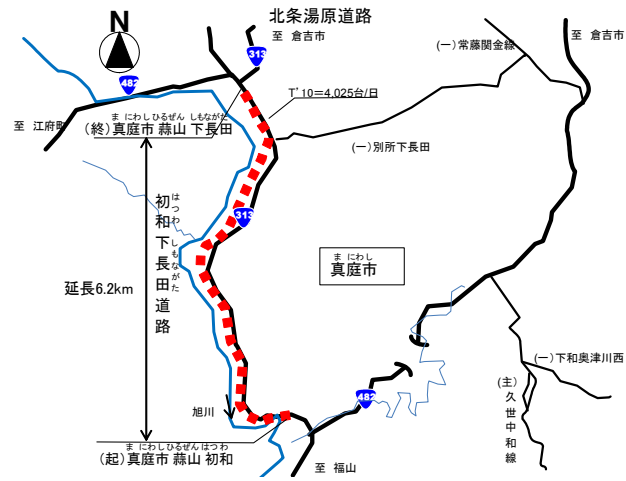 北条湯原道路
N
至 倉吉市
313
(一)常藤関金線
至 倉吉市
482
T'10=4,025台/日
至 江府町
まにわしひるぜん しもながた
(終)真庭市 蒜山 下長田
(一)別所下長田
初和下長田道路
はつわ しもながた
313
まにわし
真庭市
延長6.2km
(一)下和奥津川西
(主)久世中和線
482
旭川
まにわしひるぜんはつわ
(起)真庭市 蒜山 初和
至 福山